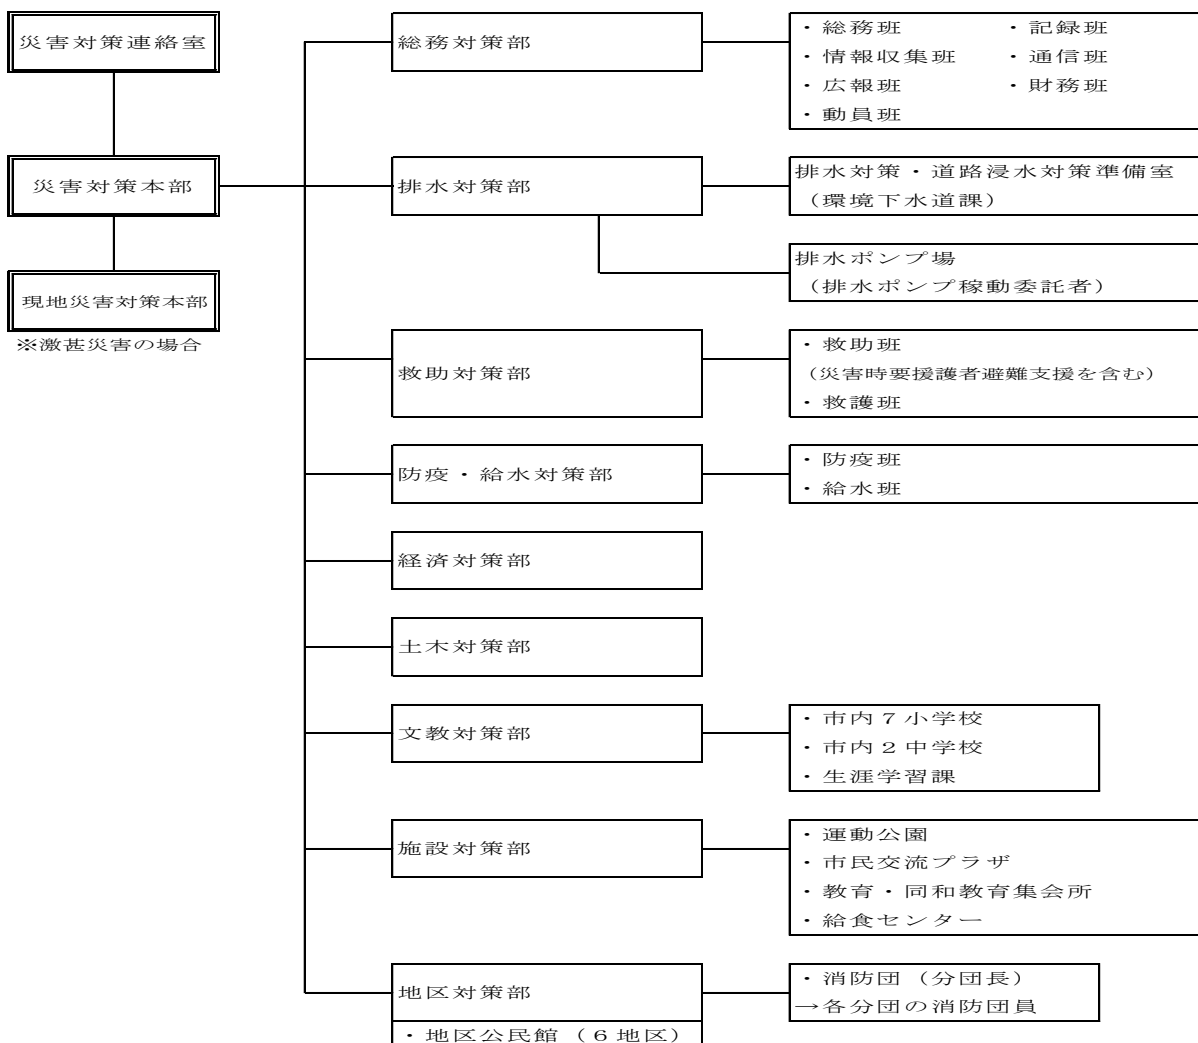 災害対策連絡室
災害対策本部
現地災害対策本部
※激甚災害の場合
総務対策部
・総務班 ・記録班
・情報収集班 ・通信班
・広報班 ・財務班
・動員班
排水対策部
排水対策・道路浸水対策準備室
（環境下水道課）
排水ポンプ場
（排水ポンプ稼動委託者）
救助対策部
・救助班
（災害時要援護者避難支援を含む）
・救護班
防疫・給水対策部
・防疫班
・給水班
経済対策部
土木対策部
文教対策部
・市内７小学校
・市内２中学校
・生涯学習課
施設対策部
・運動公園
・市民交流プラザ
・教育・同和教育集会所
・給食センター
地区対策部
・地区公民館（６地区）
・消防団（分団長）
→各分団の消防団員